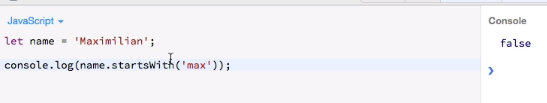 JavaScript
Console
let name = 'Maximilian';
false
console.log(name.startsWith('max'));